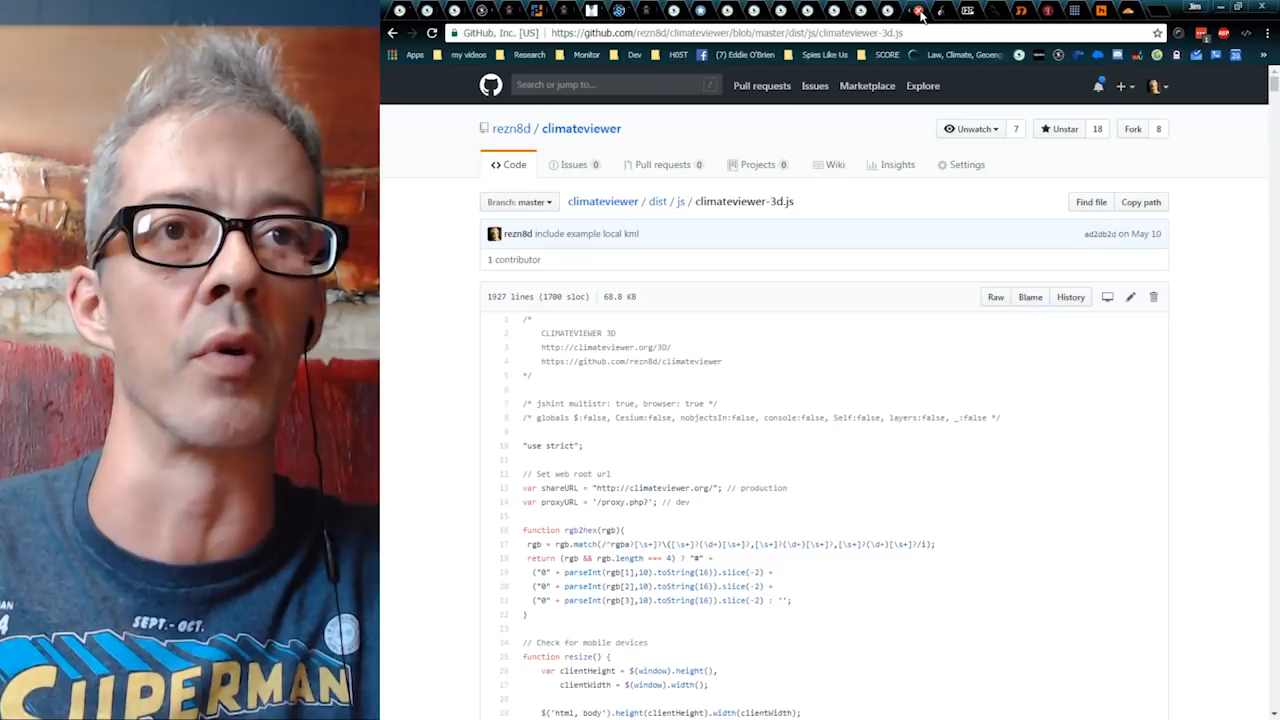 Jim
GitHub, Inc. [US]
https://github.com/rezn8d/climateviewer/blob/master/dist/js/climateviewer-3d.js
Apps
my videos
Research
Monitor
Dev
H0ST
(7) Eddie O'Brien
Spies Like Us
SCORE
Law, Climate, Geoeng
Search or jump to...
/
Pull requests
Issues
Marketplace
Explore
rezn8d / climateviewer
Unwatch 7
Unstar 18
Fork 8
Code
Issues 0
Pull requests 0
Projects 0
Wiki
Insights
Settings
Branch: master
climateviewer / dist / js / climateviewer-3d.js
Find file
Copy path
rezn8d include example local kml
ad2db2d on May 10
1 contributor
1927 lines (1700 sloc) 68.8 KB
Raw
Blame
History
1 /*
2 CLIMATEVIEWER 3D
3 http://climateviewer.org/3D/
4 https://github.com/rezn8d/climateviewer
5 */
6
7 /* jshint multistr: true, browser: true */
8 /* globals $:false, Cesium:false, nobjectsIn:false, console:false, Self:false, layers:false, _:false */
9
10 "use strict";
11
12 // Set web root url
13 var shareURL = "http://climateviewer.org/"; // production
14 var proxyURL = '/proxy.php?'; // dev
15
16 function rgb2hex(rgb){
17 rgb = rgb.match(/^rgba?[\s+]?\([\s+]?(\d+)[\s+]?,[\s+]?(\d+)[\s+]?,[\s+]?(\d+)[\s+]?/i);
18 return (rgb && rgb.length === 4) ? "#" +
19 ("0" + parseInt(rgb[1],10).toString(16)).slice(-2) +
20 ("0" + parseInt(rgb[2],10).toString(16)).slice(-2) +
21 ("0" + parseInt(rgb[3],10).toString(16)).slice(-2) : '';
22 }
23
24 // Check for mobile devices
25 function resize() {
26 var clientHeight = $(window).height(),
27 clientWidth = $(window).width();
28
29 $('html, body').height(clientHeight).width(clientWidth);
SEPT.-OCT.
SUPERMAN